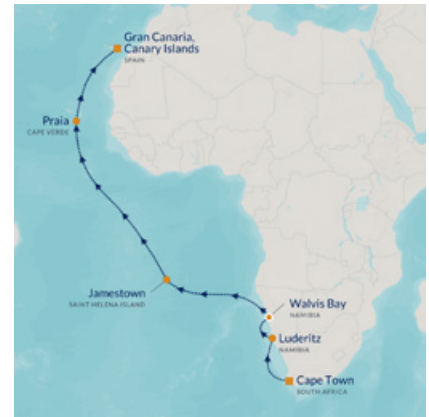 Gran Canaria,
Canary Islands
SPAIN
Praia
CAPE VERDE
Jamestown
SAINT HELENA ISLAND
Walvis Bay
NAMIBIA
Luderitz
NAMIBIA
Cape Town
SOUTH AFRICA